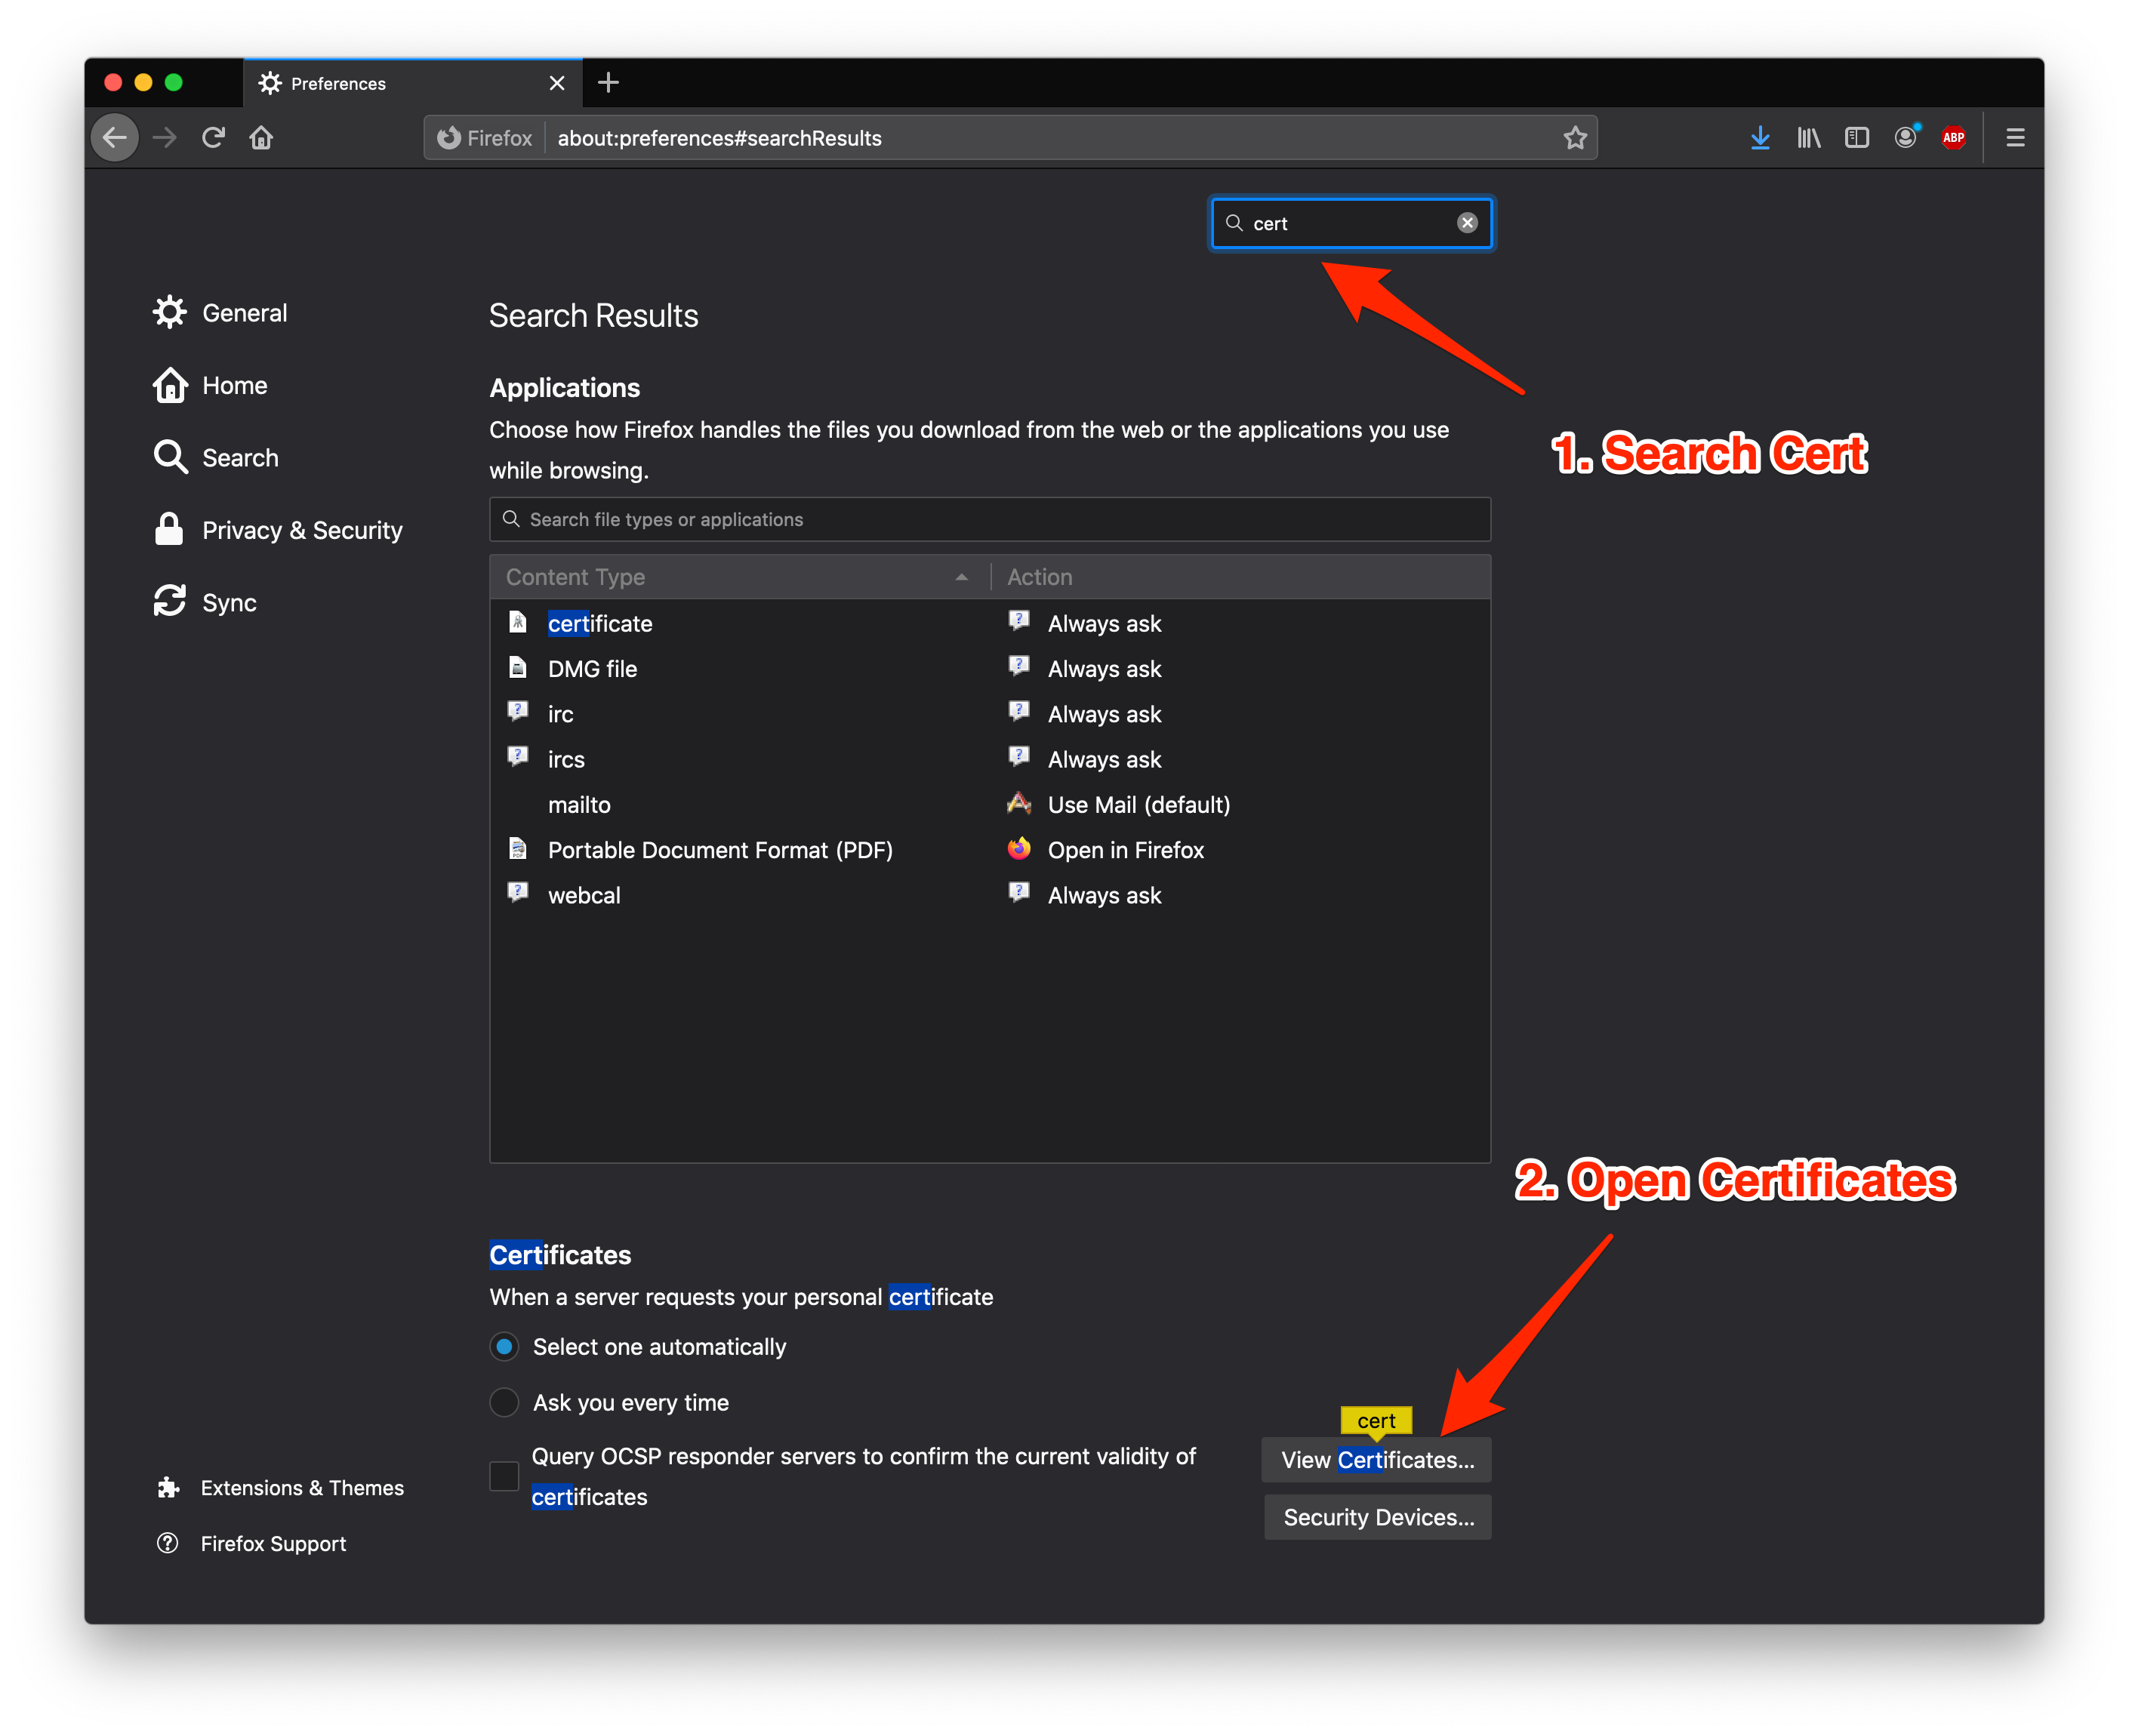 Preferences
Firefox
about:preferences#searchResults
ABP
cert
General
Home
Search
Privacy & Security
Sync
Search Results
Applications
Choose how Firefox handles the files you download from the web or the applications you use
while browsing.
1. Search Cert
Search file types or applications
Content Type Action
certificate Always ask
DMG file Always ask
irc Always ask
ircs Always ask
mailto Use Mail (default)
Portable Document Format (PDF) Open in Firefox
webcal Always ask
2. Open Certificates
Certificates
When a server requests your personal certificate
Select one automatically
Ask you every time
cert
Query OCSP responder servers to confirm the current validity of
certificates
View Certificates...
Security Devices...
Extensions & Themes
Firefox Support